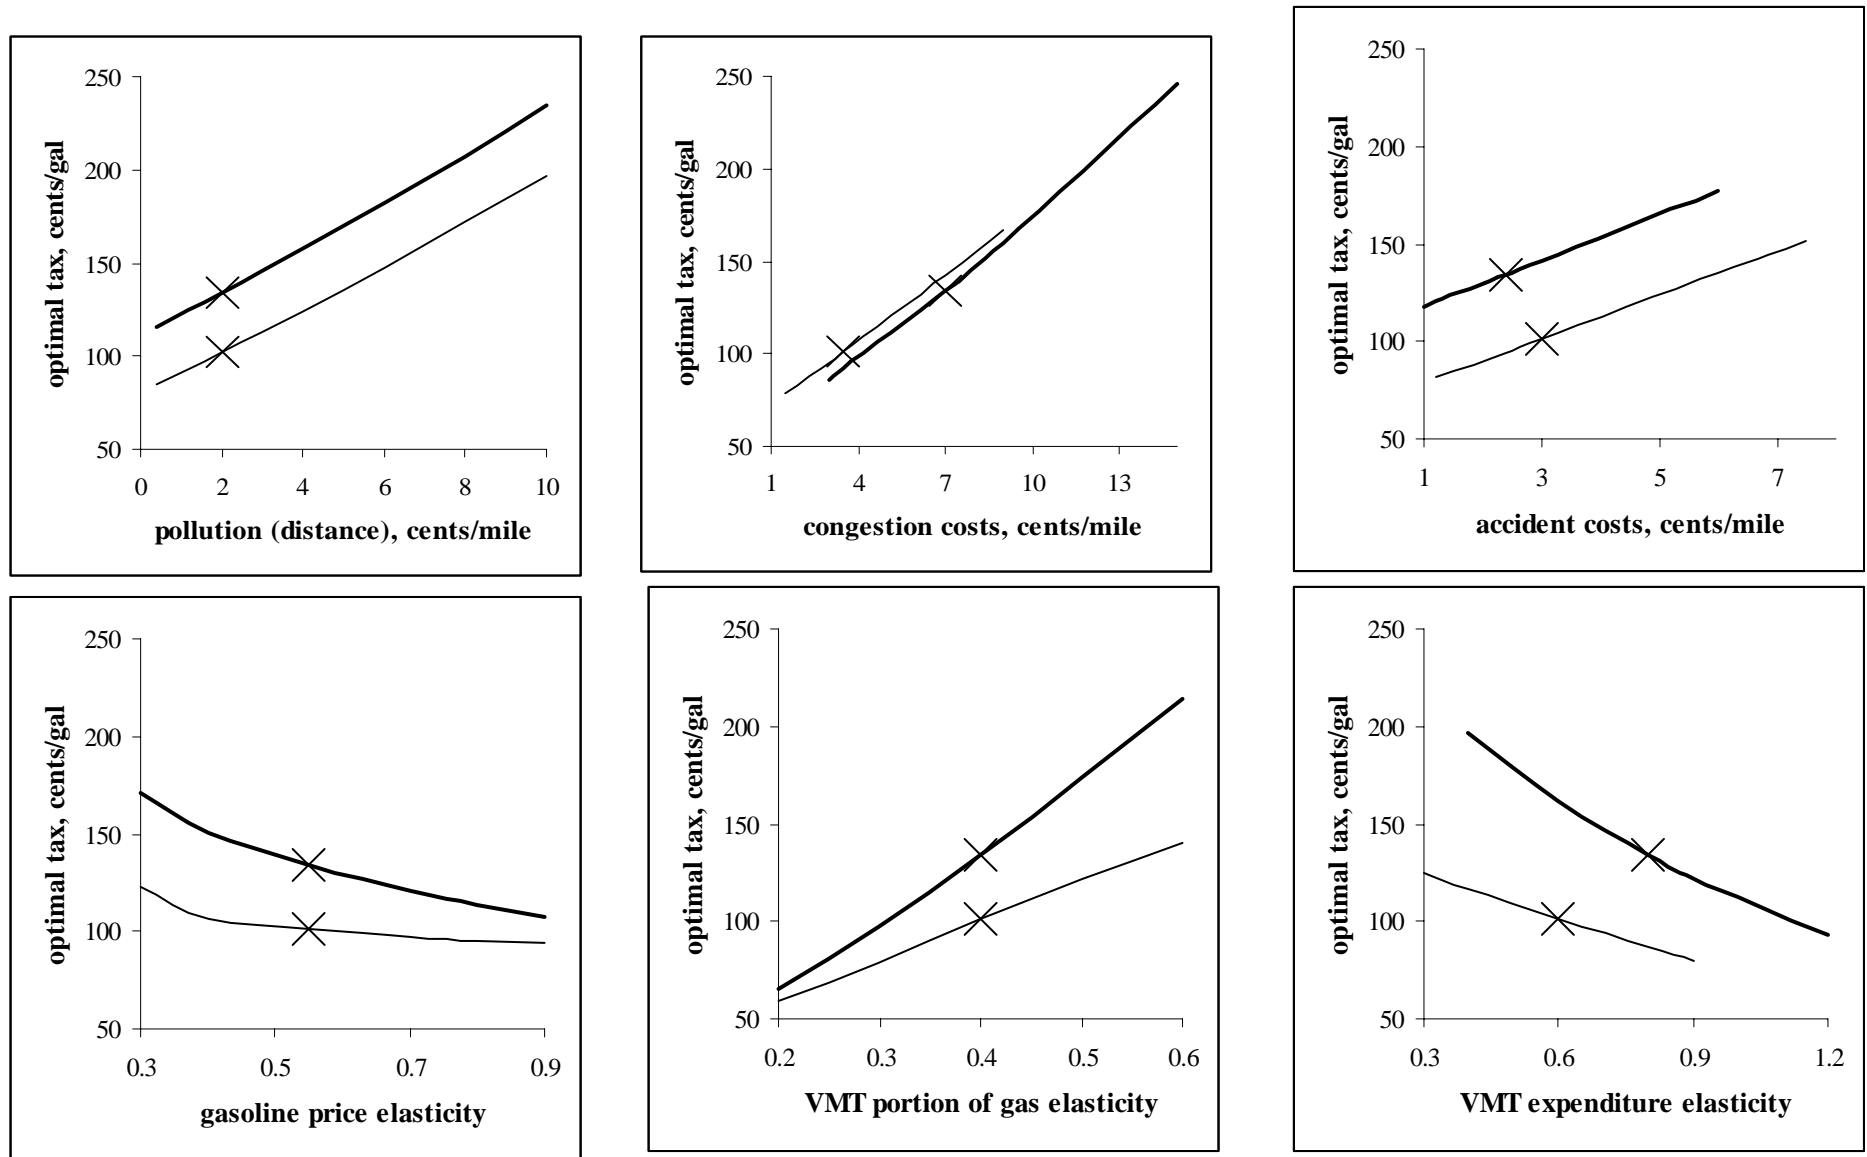 250
200
150
100
50
optimal tax, cents/gal
0 2 4 6 8 10
pollution (distance), cents/mile
250
200
150
100
50
optimal tax, cents/gal
1 4 7 10 13
congestion costs, cents/mile
250
200
150
100
50
optimal tax, cents/gal
1 3 5 7
accident costs, cents/mile
250
200
150
100
50
optimal tax, cents/gal
0.3 0.5 0.7 0.9
gasoline price elasticity
250
200
150
100
50
optimal tax, cents/gal
0.2 0.3 0.4 0.5 0.6
VMT portion of gas elasticity
250
200
150
100
50
optimal tax, cents/gal
0.3 0.6 0.9 1.2
VMT expenditure elasticity